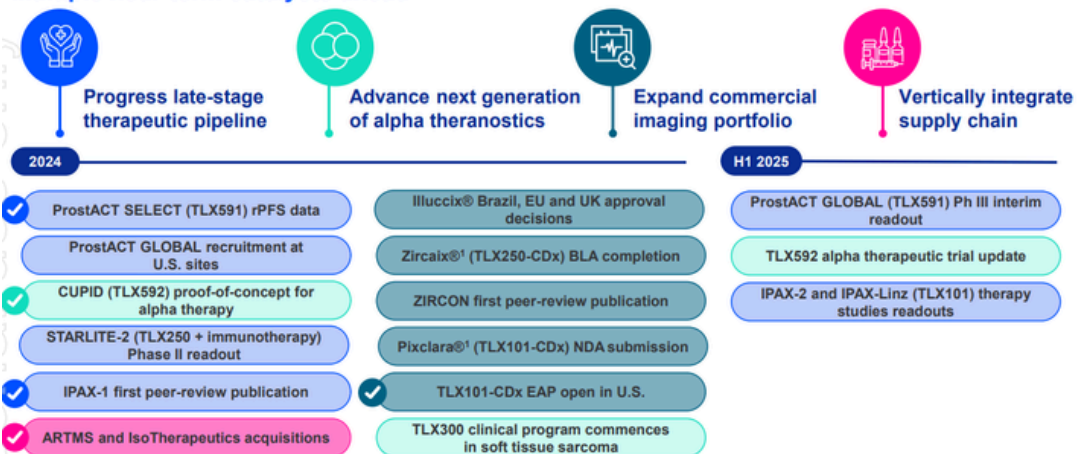 Progress late-stage
therapeutic pipeline
Advance next generation
of alpha theranostics
Expand commercial
imaging portfolio
Vertically integrate
supply chain
2024
ProstACT SELECT (TLX591) rPFS data
ProstACT GLOBAL recruitment at
U.S. sites
CUPID (TLX592) proof-of-concept for
alpha therapy
STARLITE-2 (TLX250 + immunotherapy)
Phase II readout
IPAX-1 first peer-review publication
ARTMS and IsoTherapeutics acquisitions
Illuccix® Brazil, EU and UK approval
decisions
Zircaix®¹ (TLX250-CDx) BLA completion
ZIRCON first peer-review publication
Pixclara®¹ (TLX101-CDx) NDA submission
TLX101-CDx EAP open in U.S.
TLX300 clinical program commences
in soft tissue sarcoma
H1 2025
ProstACT GLOBAL (TLX591) Ph III interim
readout
TLX592 alpha therapeutic trial update
IPAX-2 and IPAX-Linz (TLX101) therapy
studies readouts